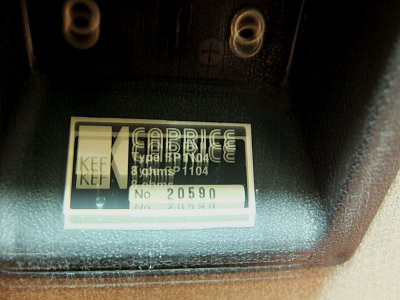 KEF
CAPRICE
Type SP1104
8 ohms
No 20590